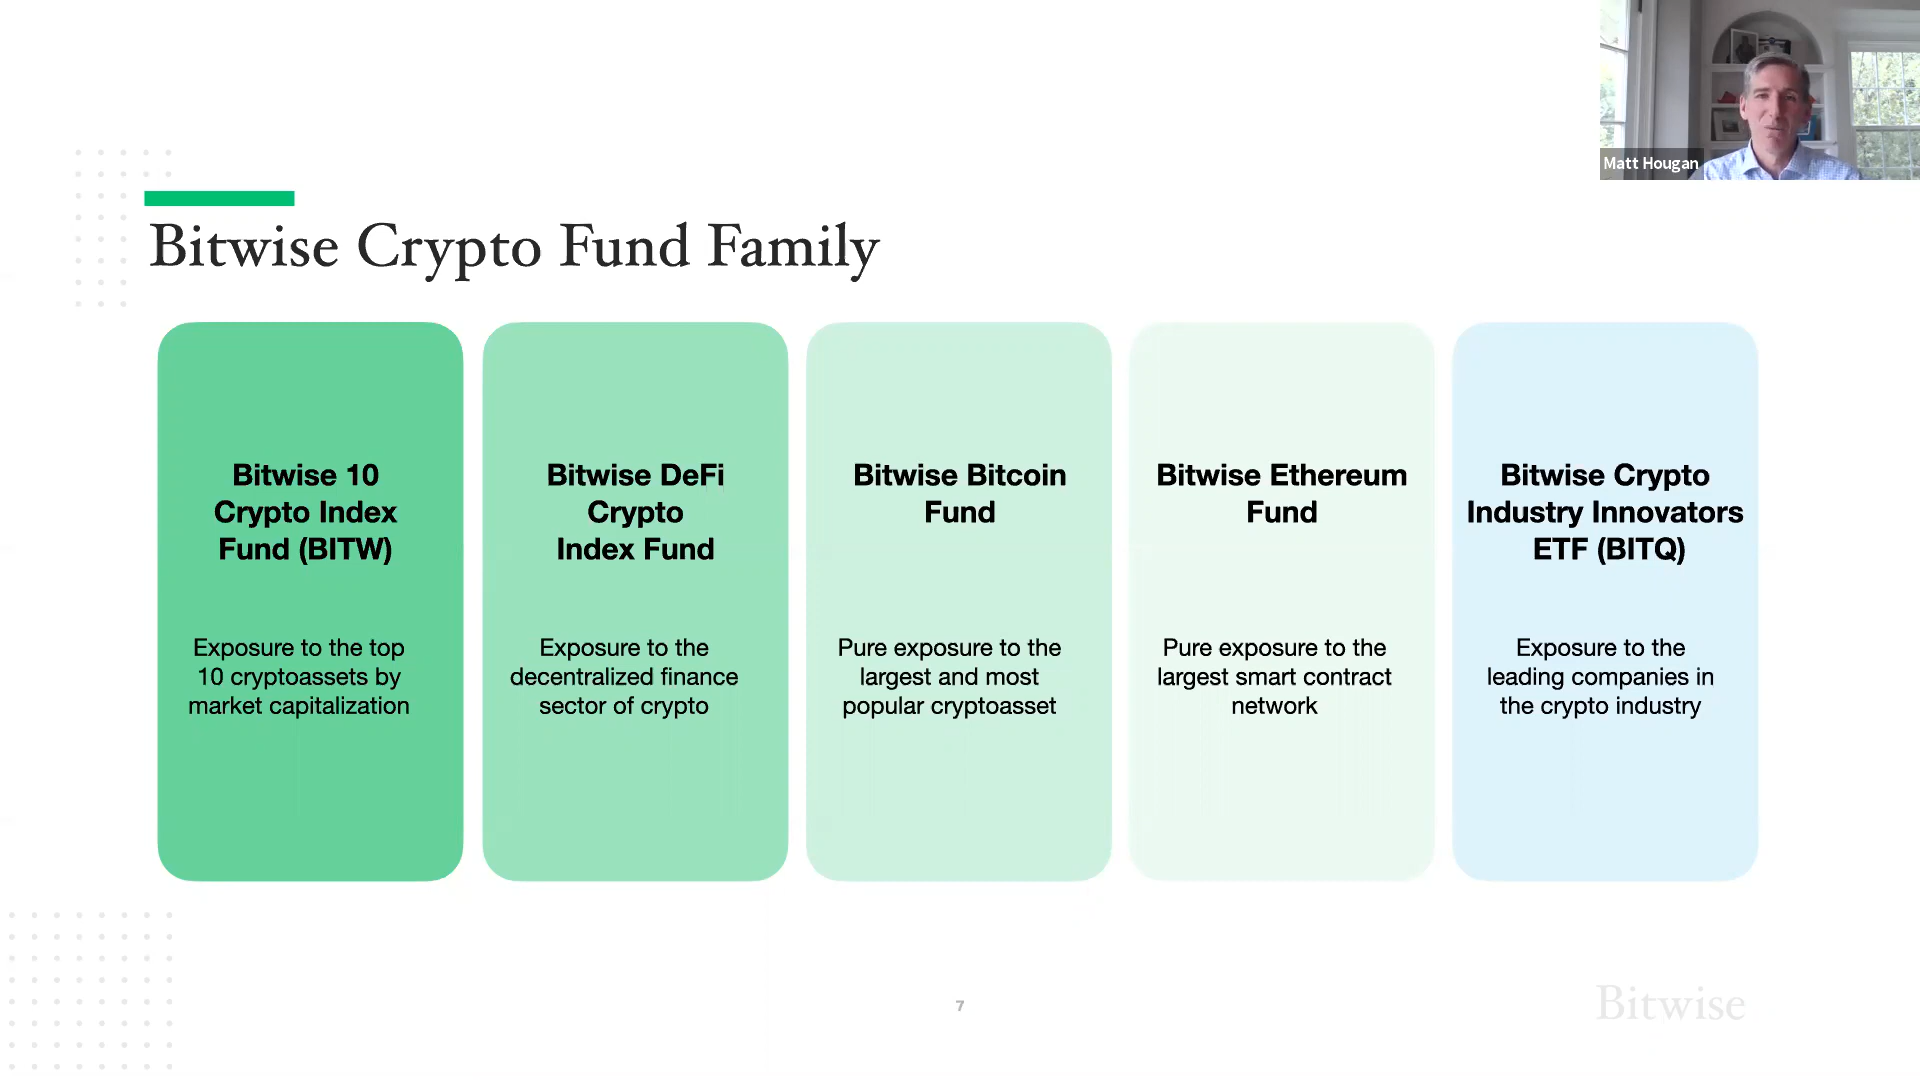 Matt Hougan
Bitwise Crypto Fund Family
Bitwise 10
Crypto Index
Fund (BITW)
Exposure to the top
10 cryptoassets by
market capitalization
Bitwise DeFi
Crypto
Index Fund
Exposure to the
decentralized finance
sector of crypto
Bitwise Bitcoin
Fund
Pure exposure to the
largest and most
popular cryptoasset
Bitwise Ethereum
Fund
Pure exposure to the
largest smart contract
network
Bitwise Crypto
Industry Innovators
ETF (BITQ)
Exposure to the
leading companies in
the crypto industry
7
Bitwise